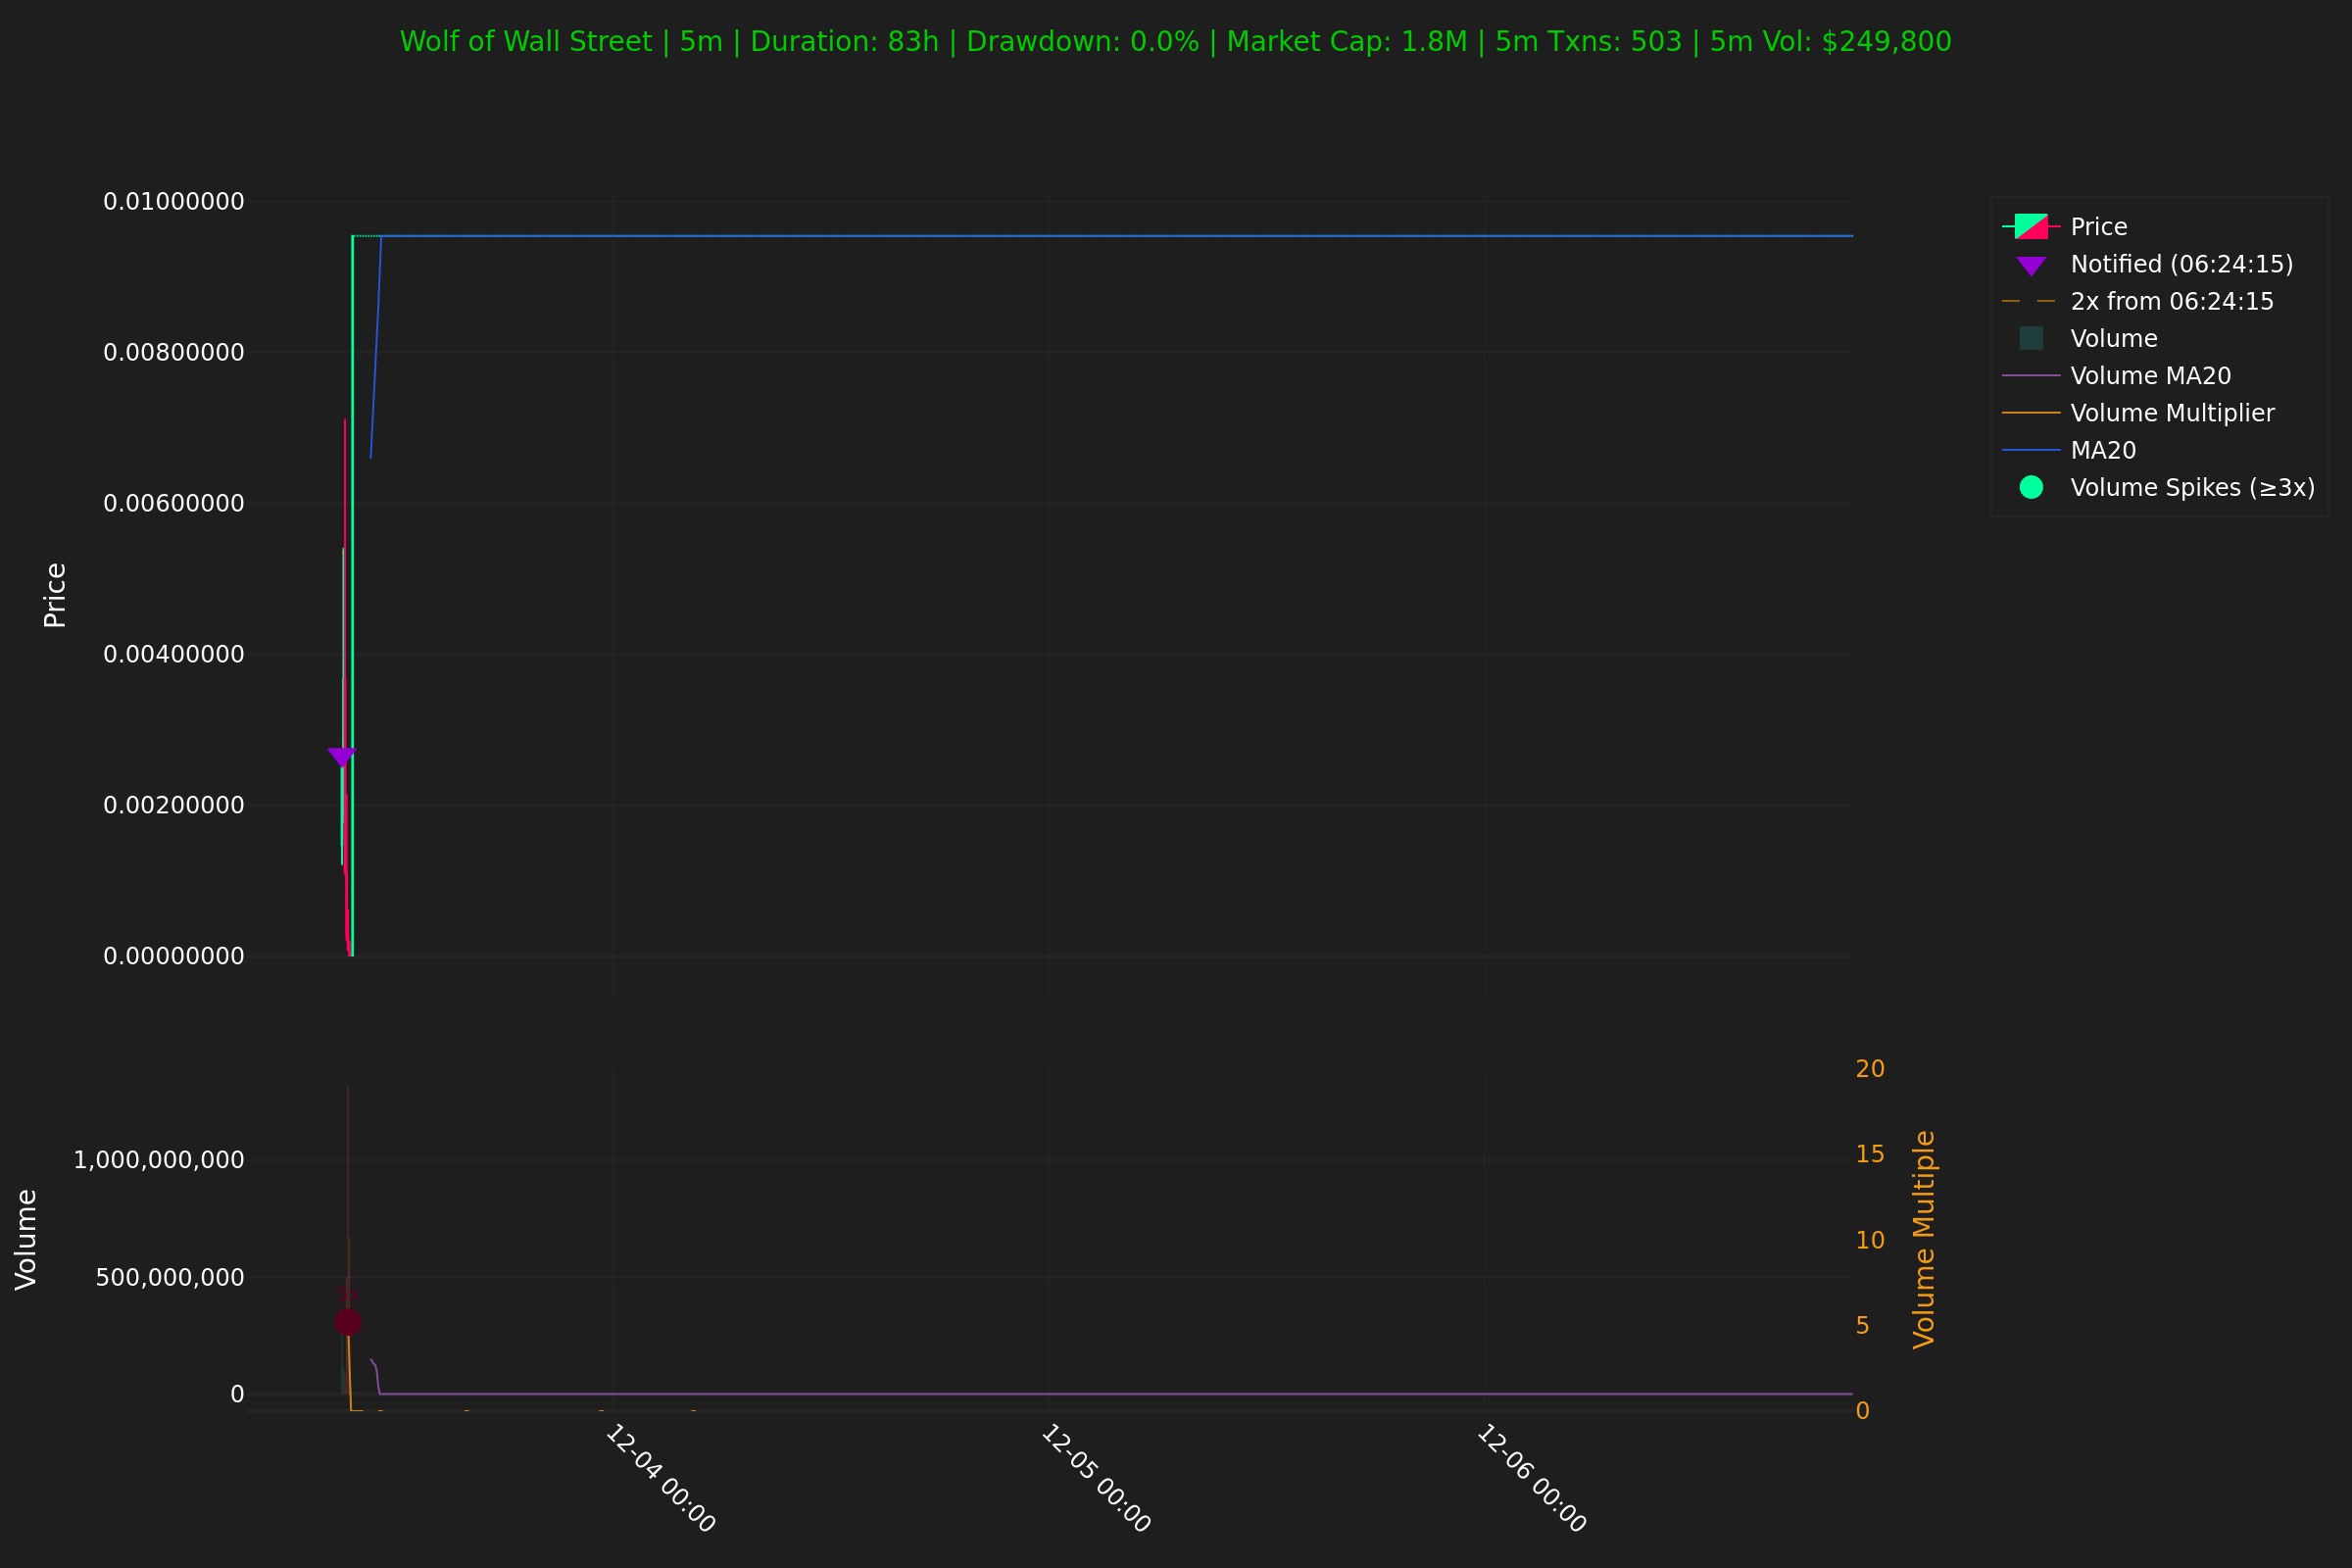 Wolf of Wall Street | 5m | Duration: 83h | Drawdown: 0.0% | Market Cap: 1.8M | 5m Txns: 503 | 5m Vol: $249,800
0.01000000
0.00800000
0.00600000
0.00400000
0.00200000
0.00000000
Price
Price
Notified (06:24:15)
2x from 06:24:15
Volume
Volume MA20
Volume Multiplier
MA20
Volume Spikes (≥3x)
1,000,000,000
500,000,000
0
Volume
20
15
10
5
0
Volume Multiple
12-04 00:00
12-05 00:00
12-06 00:00